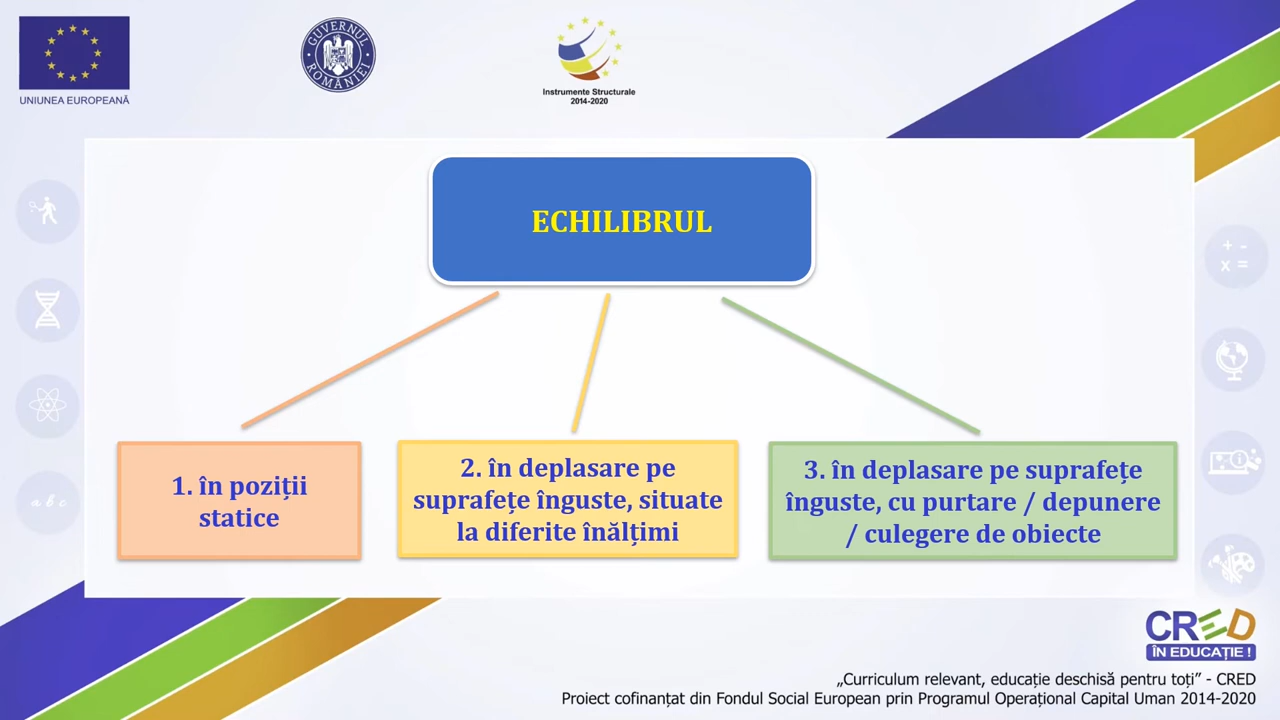 UNIUNEA EUROPEANĂ
GUVERNUL
ROMÂNIEI
Instrumente Structurale
2014-2020
ECHILIBRUL
1. în poziții
statice
2. în deplasare pe
suprafețe înguste, situate
la diferite înălțimi
3. în deplasare pe suprafețe
înguste, cu purtare / depunere
/ culegere de obiecte
+ -
x =
a b c
CRED
ÎN EDUCAȚIE !
„Curriculum relevant, educație deschisă pentru toți” - CRED
Proiect cofinanțat din Fondul Social European prin Programul Operațional Capital Uman 2014-2020